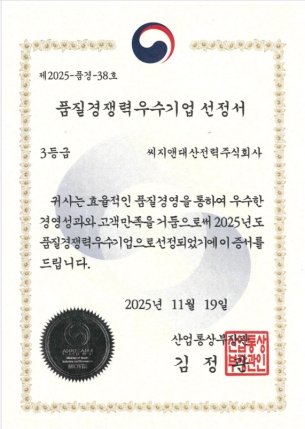 제2025-품경-38호
품질경쟁력우수기업 선정서
3등급 씨지앤대산전력주식회사
귀사는 효율적인 품질경영을 통하여 우수한
경영성과와 고객만족을 거둠으로써 2025년도
품질경쟁력우수기업으로 선정되었기에 이 증서를
드립니다.
2025년 11월 19일
산업통상부장관
김 정 관